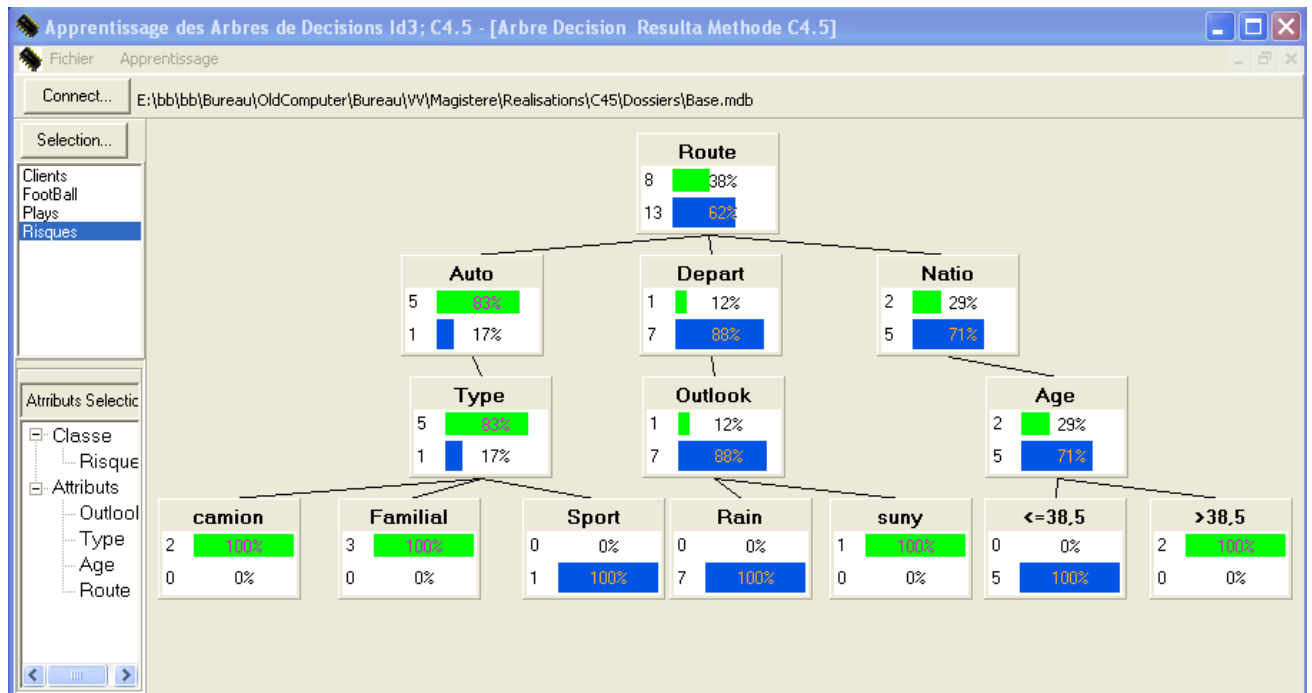 Apprentissage des Arbres de Decisions Id3; C4.5 - [Arbre Decision Resulta Methode C4.5]
Fichier Apprentissage
Connect... E:\bb\bb\Bureau\OldComputer\Bureau\VV\Magistere\Realisations\C45\Dossiers\Base.mdb
Selection...
Clients
FootBall
Plays
Risques
Attributs Selectic
Classe
Risque
Attributs
Outlool
Type
Age
Route
Route
8 38%
13 62%
Auto
5 83%
1 17%
Depart
1 12%
7 88%
Natio
2 29%
5 71%
Type
5 83%
1 17%
Outlook
1 12%
7 88%
Age
2 29%
5 71%
camion
2 100%
0 0%
Familial
3 100%
0 0%
Sport
0 0%
1 100%
Rain
0 0%
7 100%
suny
1 100%
0 0%
<=38,5
0 0%
5 100%
>38,5
2 100%
0 0%